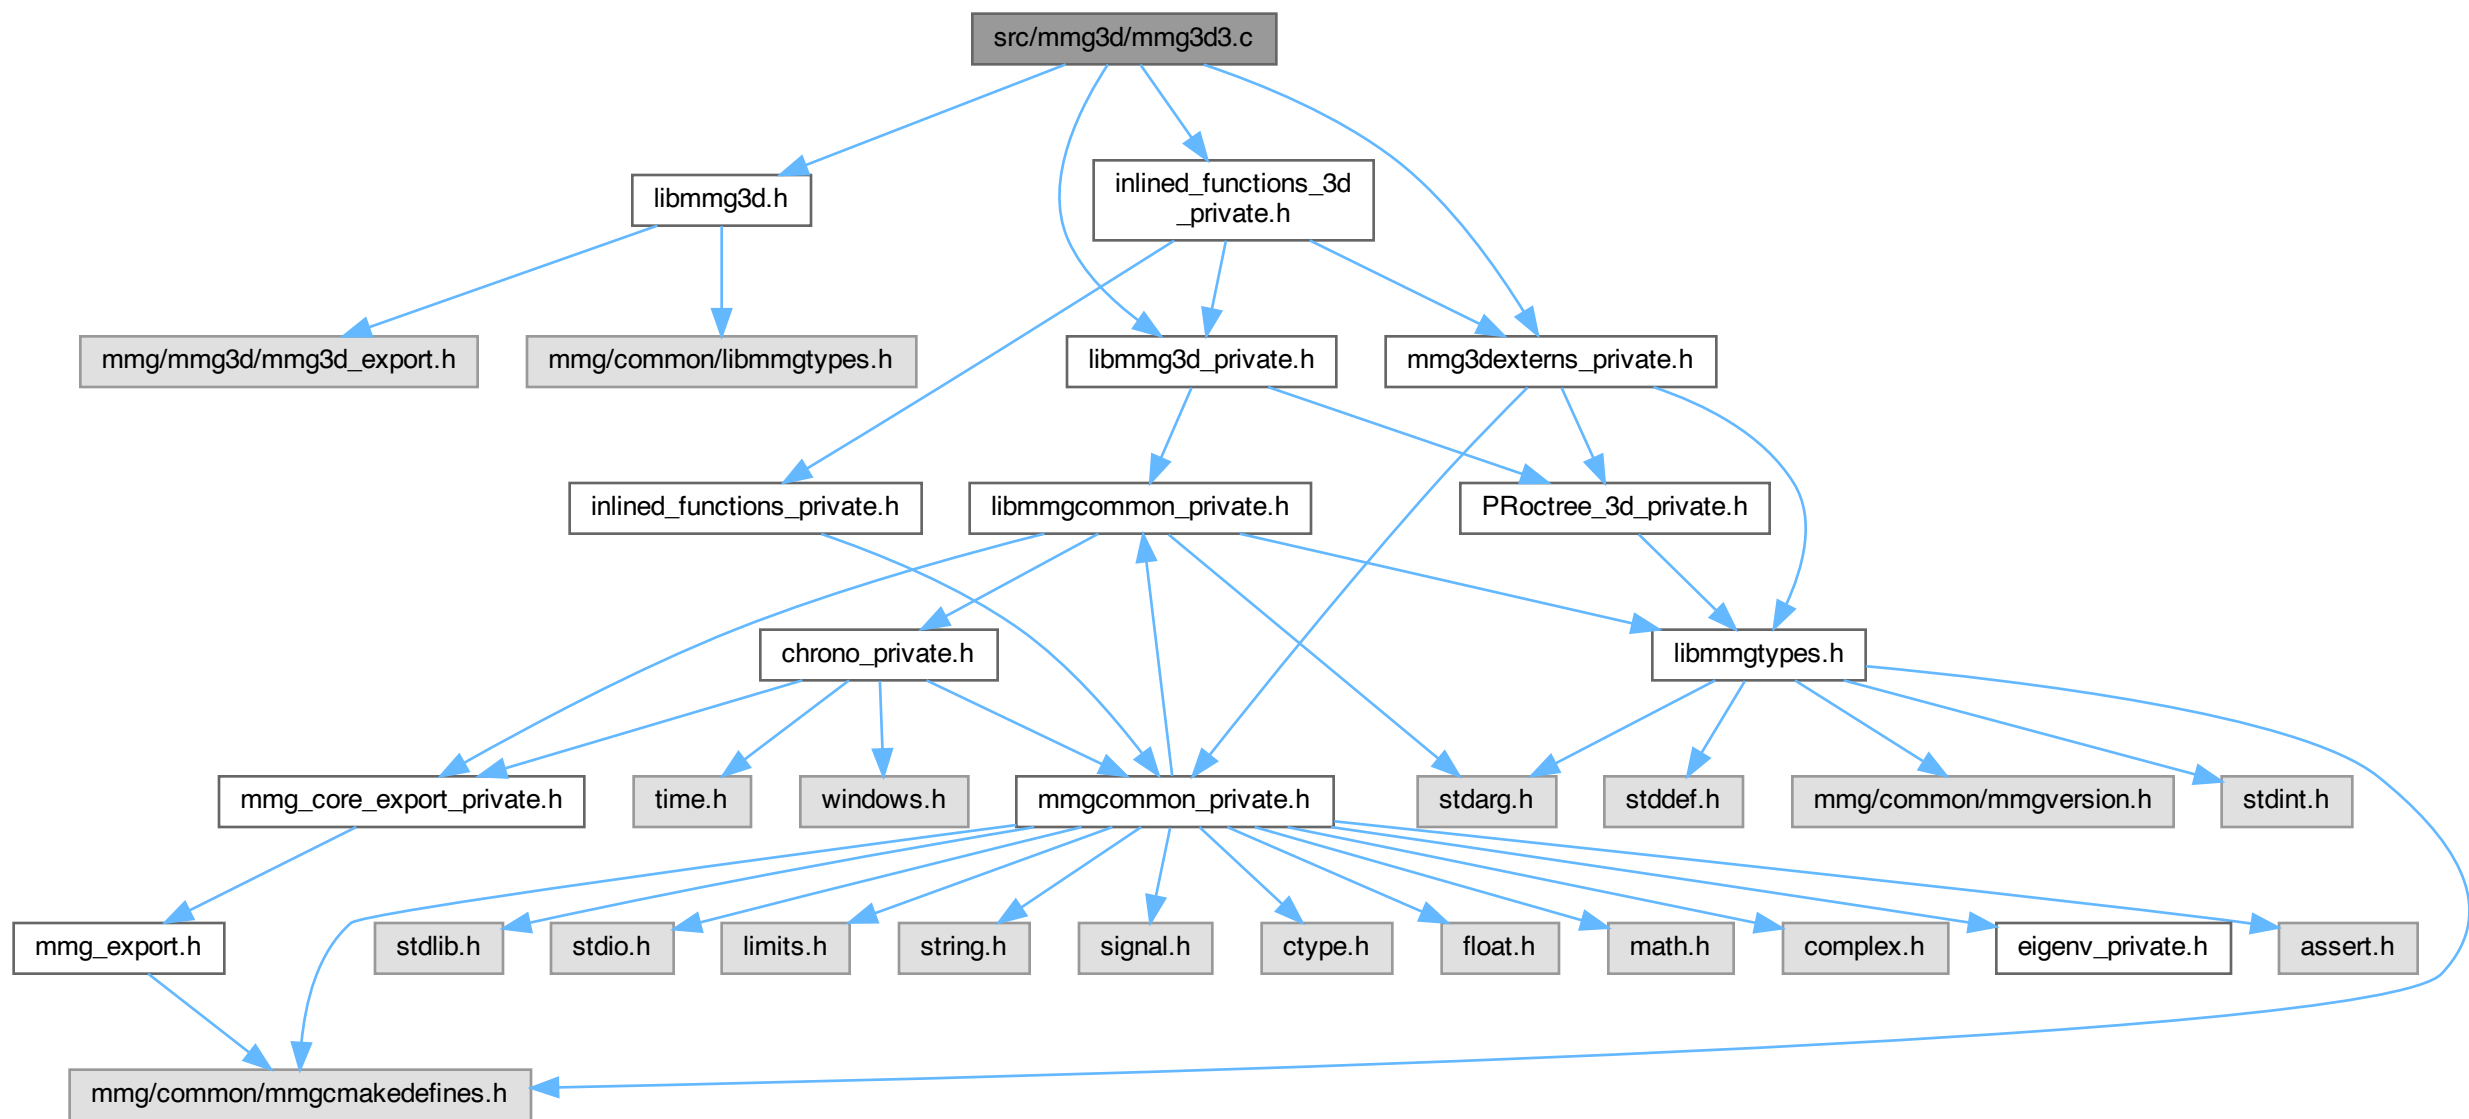 src/mmg3d/mmg3d3.c
libmmg3d.h
inlined_functions_3d
_private.h
mmg/mmg3d/mmg3d_export.h
mmg/common/libmmgtypes.h
libmmg3d_private.h
mmg3dexterns_private.h
inlined_functions_private.h
libmmgcommon_private.h
PRoctree_3d_private.h
chrono_private.h
libmmgtypes.h
mmg_core_export_private.h
time.h
windows.h
mmgcommon_private.h
stdarg.h
stddef.h
mmg/common/mmgversion.h
stdint.h
mmg_export.h
stdlib.h
stdio.h
limits.h
string.h
signal.h
ctype.h
float.h
math.h
complex.h
eigenv_private.h
assert.h
mmg/common/mmgcmakedefines.h